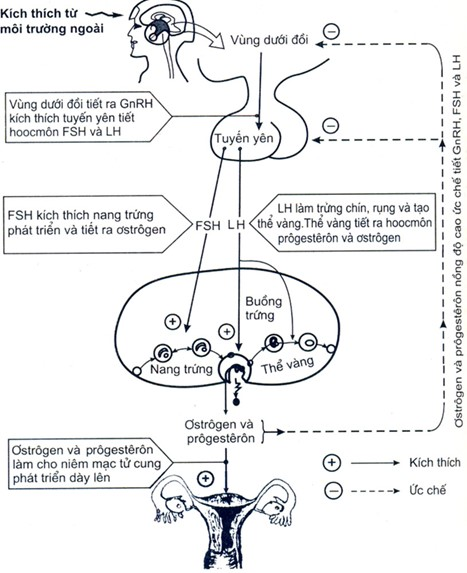 Kích thích từ
môi trường ngoài
Vùng dưới đồi
Vùng dưới đồi tiết ra GnRH
kích thích tuyến yên tiết
hoocmôn FSH và LH
Tuyến yên
FSH kích thích nang trứng
phát triển và tiết ra ơstrôgen
FSH LH
LH làm trứng chín, rụng và tạo
thể vàng.Thể vàng tiết ra hoocmôn
prôgestêrôn và ơstrôgen
Buồng
trứng
Nang trứng
Thể vàng
Ơstrôgen và
prôgestêrôn
Ơstrôgen và prôgestêrôn
làm cho niêm mạc tử cung
phát triển dày lên
Kích thích
Ức chế
Ơstrôgen và prôgestêrôn nồng độ cao ức chế tiết GnRH, FSH và LH